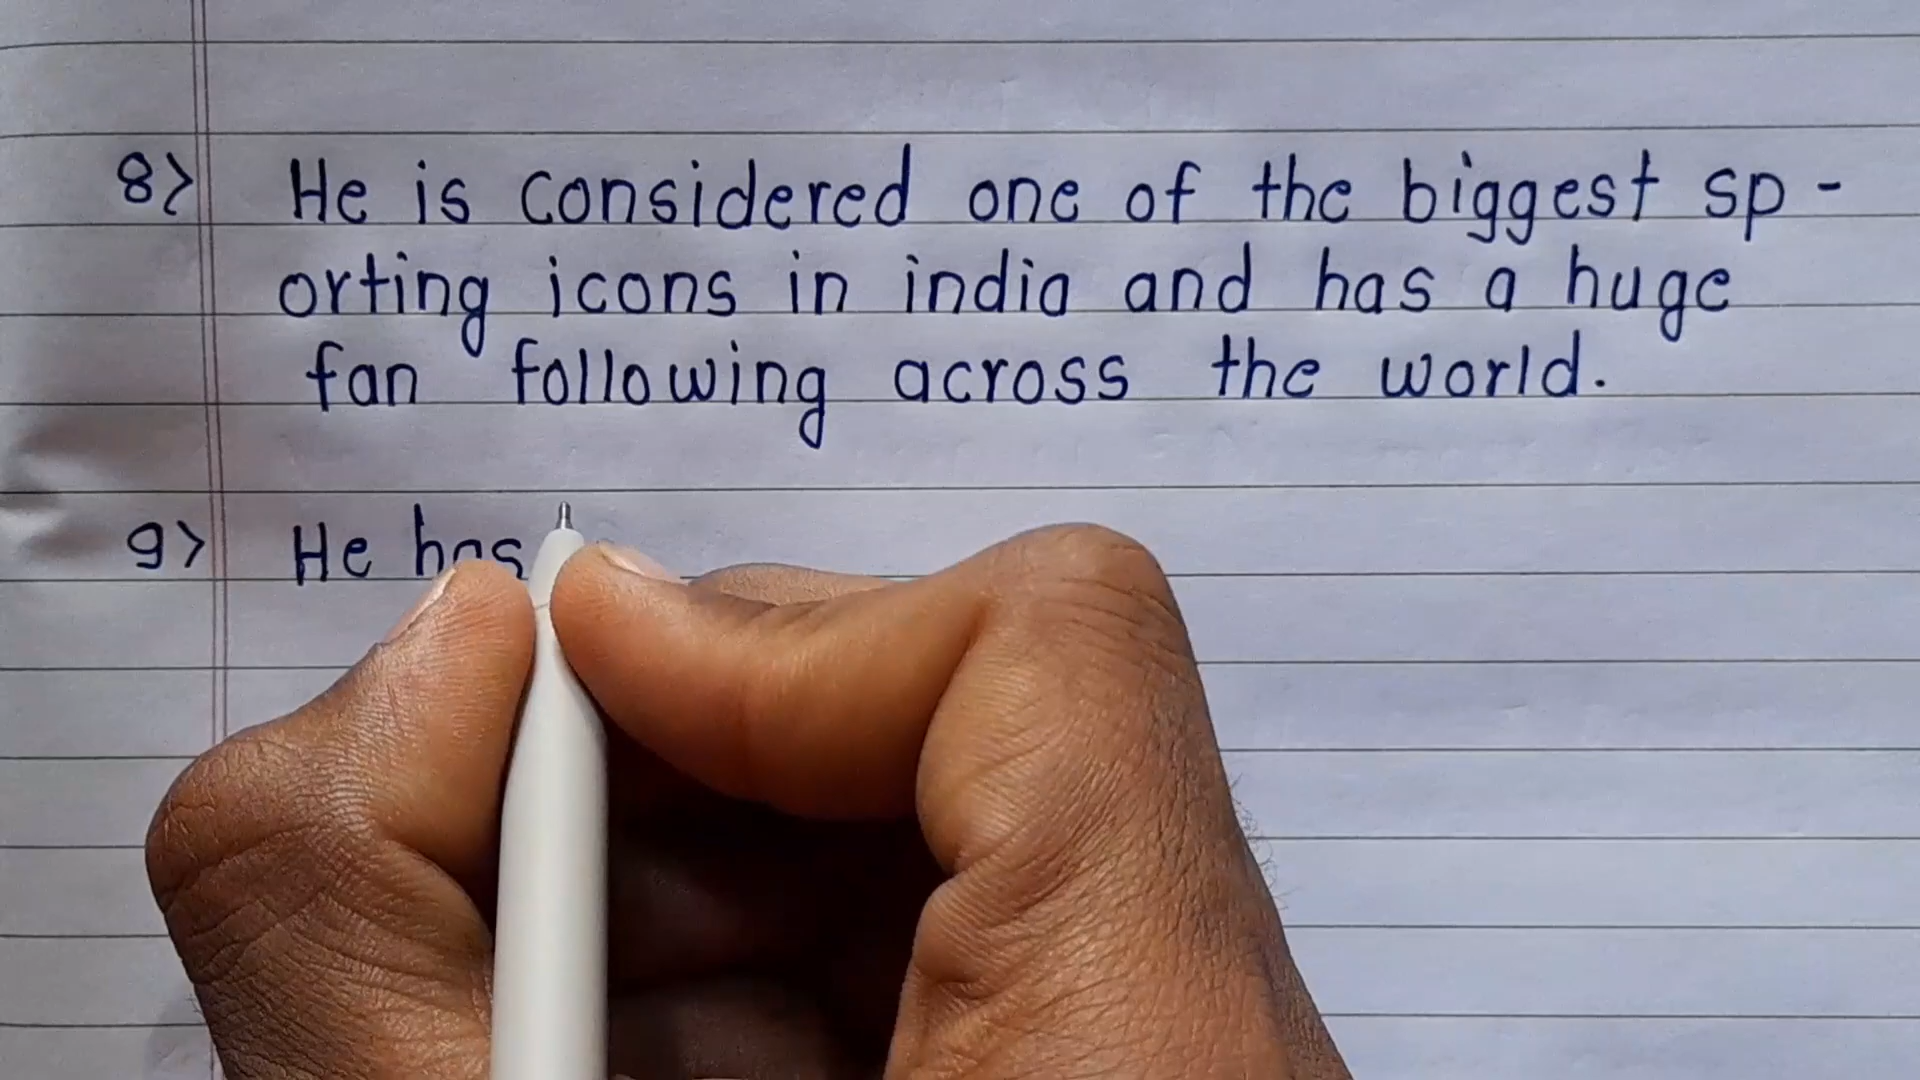 8> He is considered one of the biggest sp-
orting icons in india and has a huge
fan following across the world.
9> He has